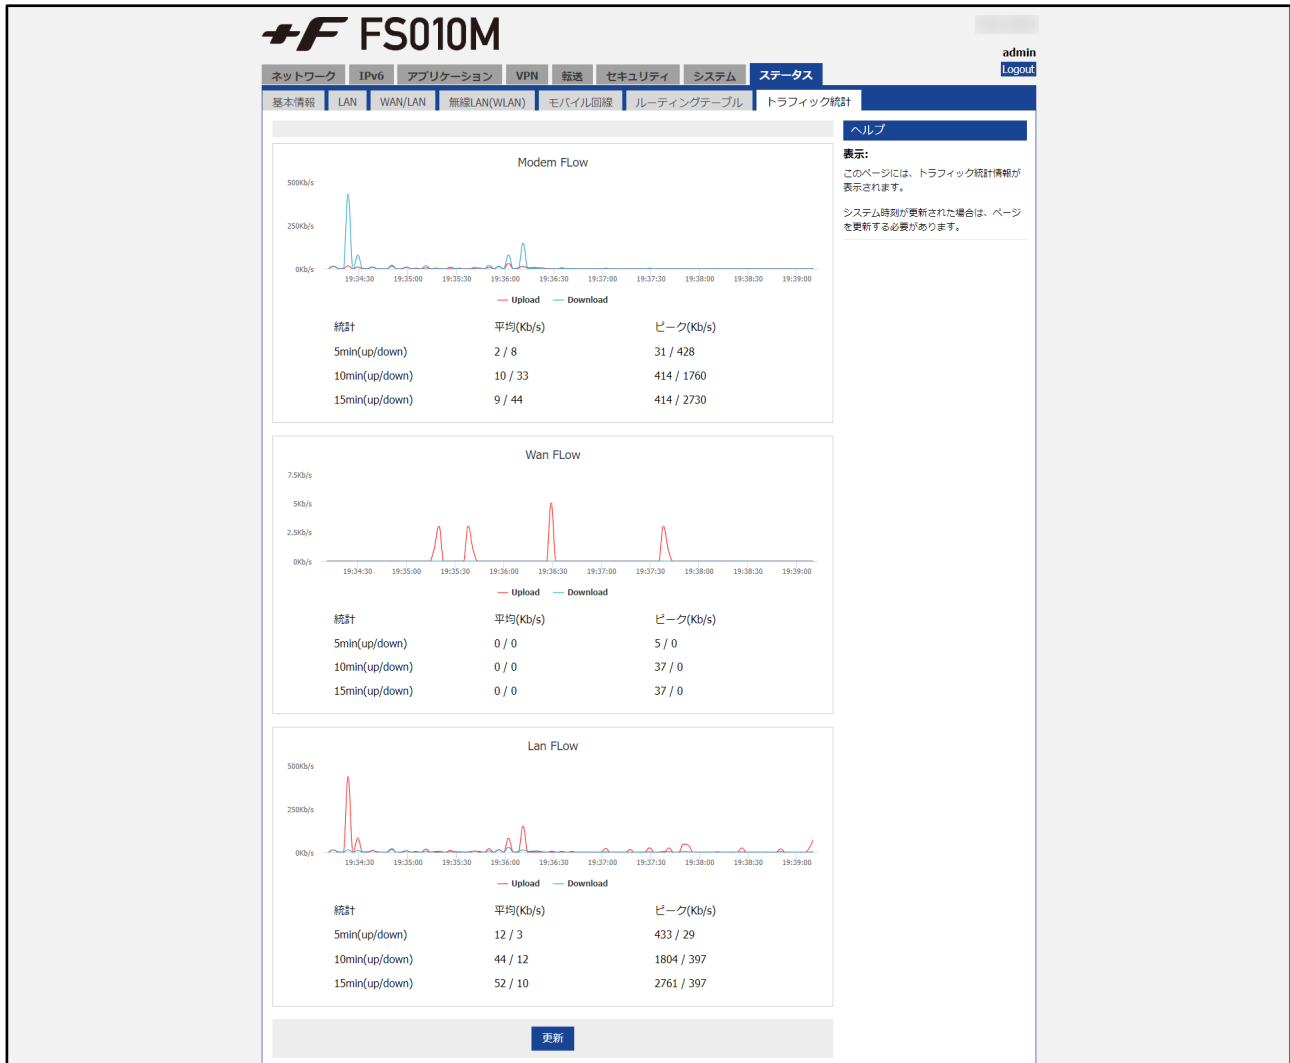 +F FS010M
admin
Logout
ネットワーク IPv6 アプリケーション VPN 転送 セキュリティ システム ステータス
基本情報 LAN WAN/LAN 無線LAN(WLAN) モバイル回線 ルーティングテーブル トラフィック統計
ヘルプ
表示:
このページには、トラフィック統計情報が
表示されます。
システム時刻が更新された場合は、ページ
を更新する必要があります。
Modem FLow
500Kb/s
250Kb/s
0Kb/s
19:34:30 19:35:00 19:35:30 19:36:00 19:36:30 19:37:00 19:37:30 19:38:00 19:38:30 19:39:00
Upload Download
統計 平均(Kb/s) ピーク(Kb/s)
5min(up/down) 2 / 8 31 / 428
10min(up/down) 10 / 33 414 / 1760
15min(up/down) 9 / 44 414 / 2730
Wan FLow
7.5Kb/s
5Kb/s
2.5Kb/s
0Kb/s
19:34:30 19:35:00 19:35:30 19:36:00 19:36:30 19:37:00 19:37:30 19:38:00 19:38:30 19:39:00
Upload Download
統計 平均(Kb/s) ピーク(Kb/s)
5min(up/down) 0 / 0 5 / 0
10min(up/down) 0 / 0 37 / 0
15min(up/down) 0 / 0 37 / 0
Lan FLow
500Kb/s
250Kb/s
0Kb/s
19:34:30 19:35:00 19:35:30 19:36:00 19:36:30 19:37:00 19:37:30 19:38:00 19:38:30 19:39:00
Upload Download
統計 平均(Kb/s) ピーク(Kb/s)
5min(up/down) 12 / 3 433 / 29
10min(up/down) 44 / 12 1804 / 397
15min(up/down) 52 / 10 2761 / 397
更新